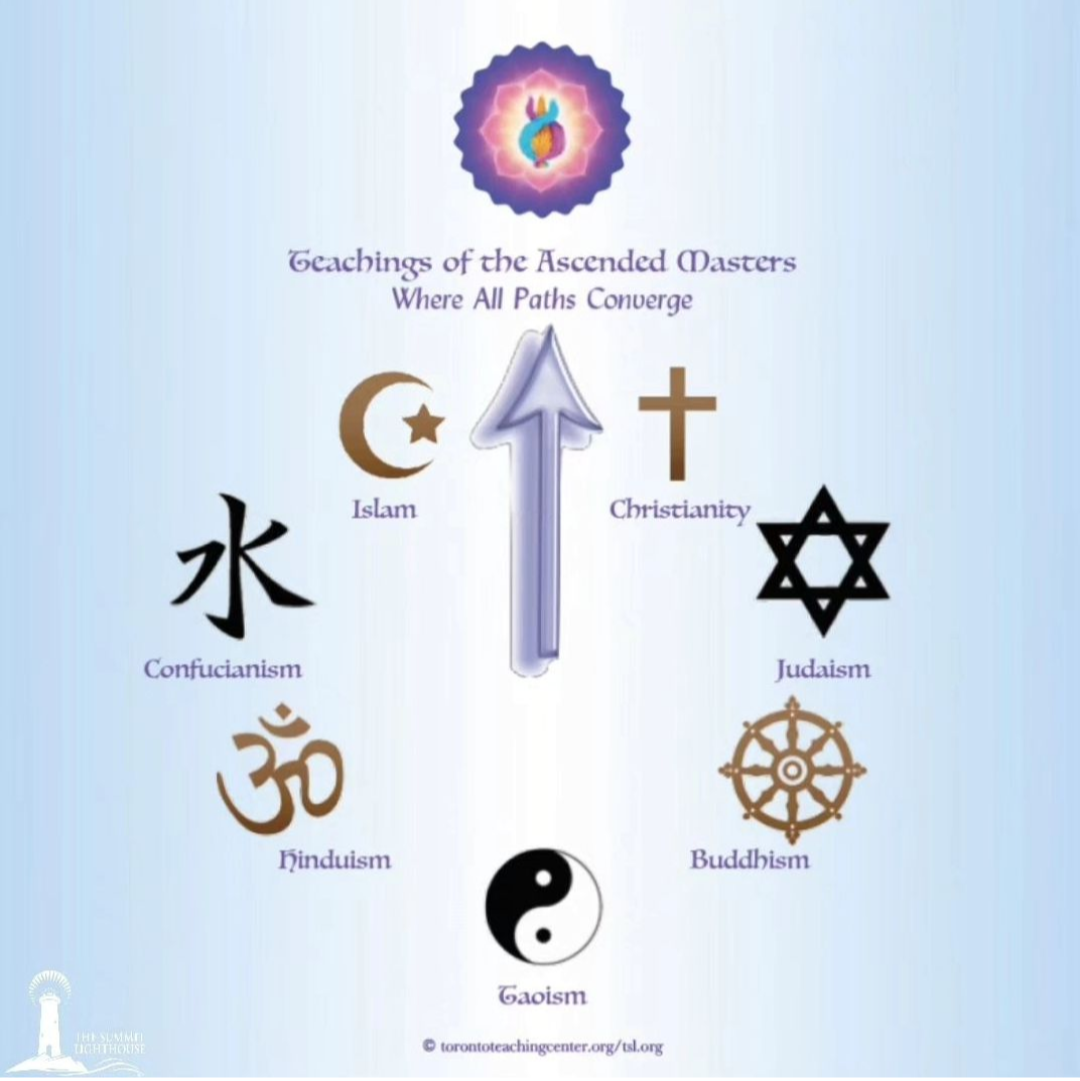 Teachings of the Ascended Masters
Where All Paths Converge
Islam
Christianity
水
Confucianism
Judaism
ॐ
Hinduism
Buddhism
Taoism
THE SUMMIT
LIGHTHOUSE
© torontoteachingcenter.org/tsl.org